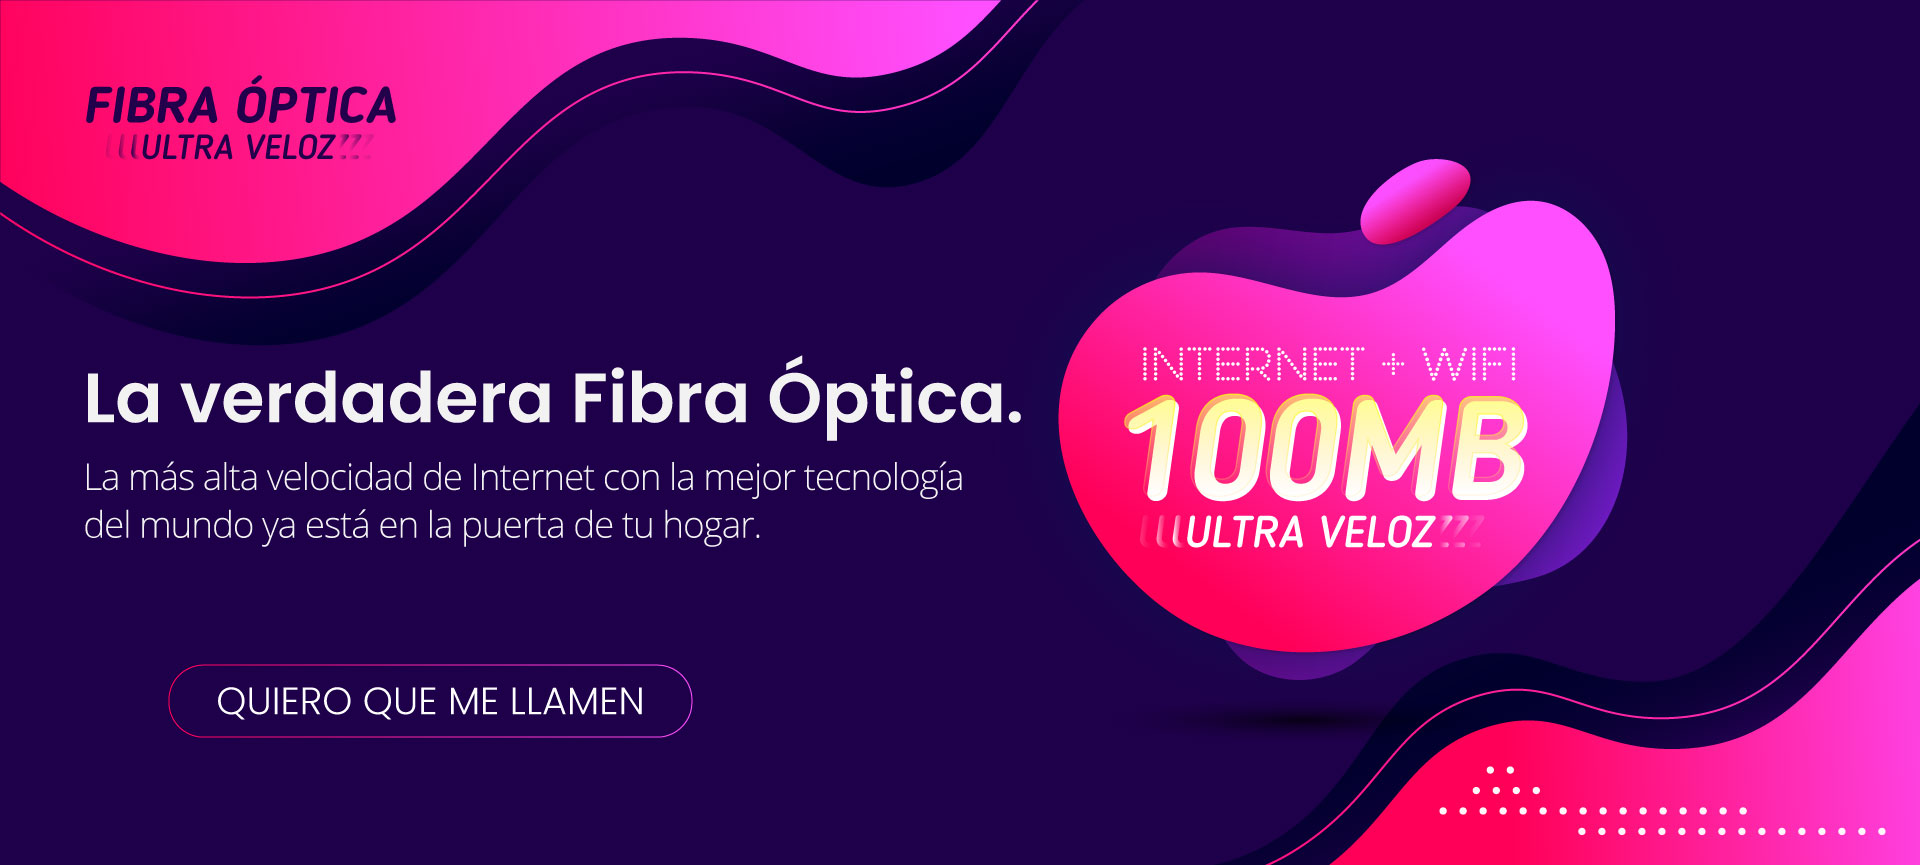 FIBRA ÓPTICA
ULTRA VELOZ
La verdadera Fibra Óptica.
La más alta velocidad de Internet con la mejor tecnología
del mundo ya está en la puerta de tu hogar.
QUIERO QUE ME LLAMEN
INTERNET + WIFI
100MB
ULTRA VELOZ